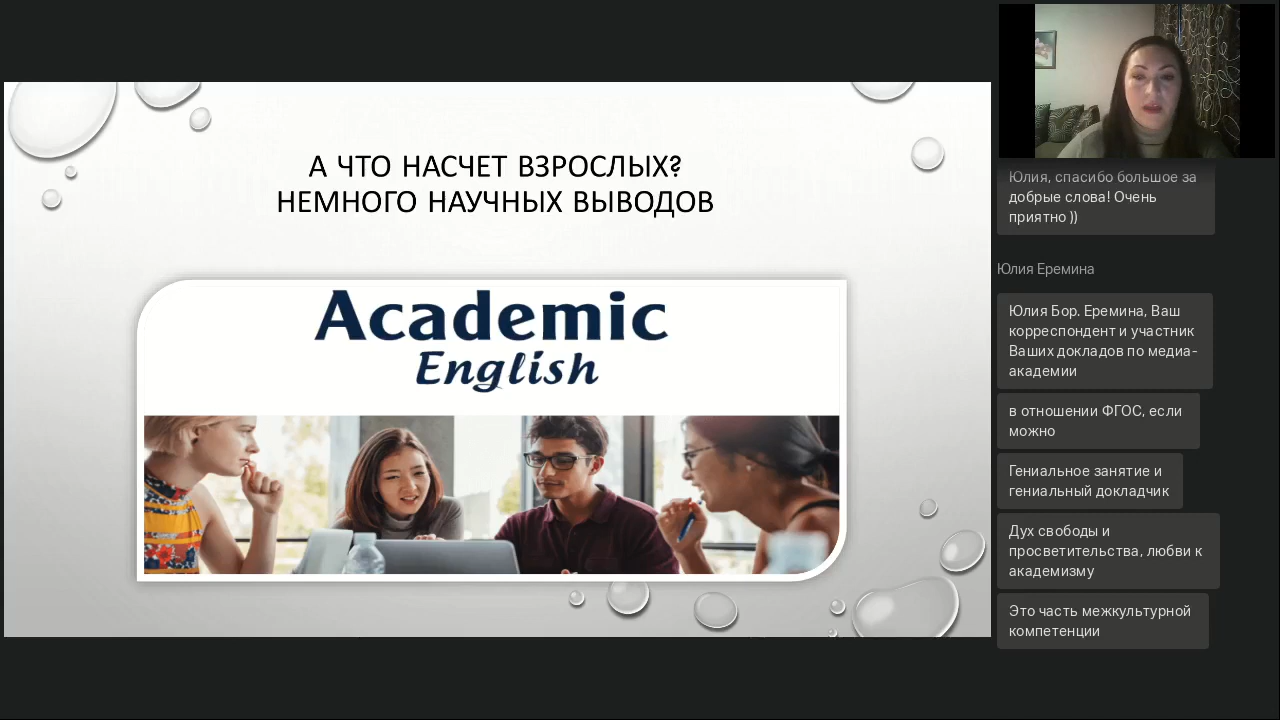 А ЧТО НАСЧЕТ ВЗРОСЛЫХ?
НЕМНОГО НАУЧНЫХ ВЫВОДОВ
Academic
English
Юлия, спасибо большое за
добрые слова! Очень
приятно ))
Юлия Еремина
Юлия Бор. Еремина, Ваш
корреспондент и участник
Ваших докладов по медиа-
академии
в отношении ФГОС, если
можно
Гениальное занятие и
гениальный докладчик
Дух свободы и
просветительства, любви к
академизму
Это часть межкультурной
компетенции